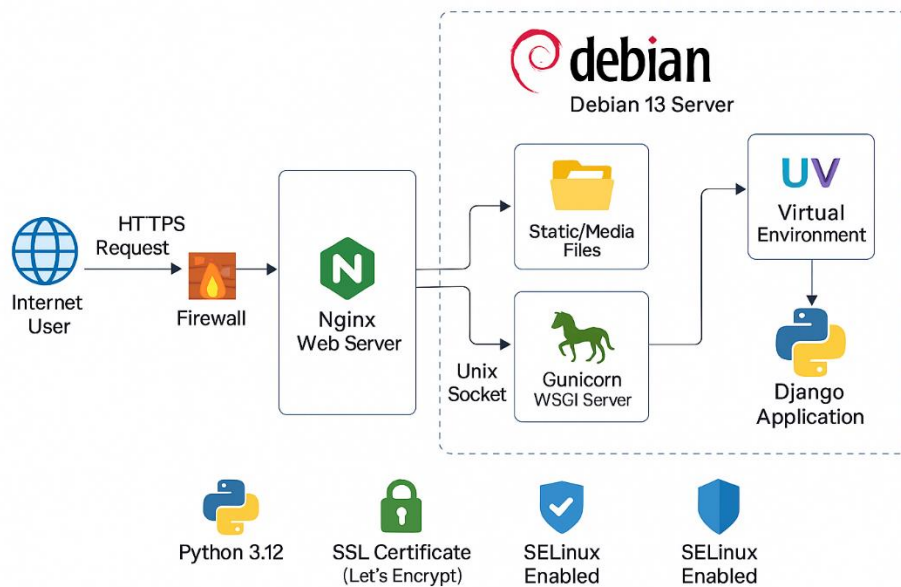 debian
Debian 13 Server
HTTPS
Request
Internet
User
Firewall
N
Nginx
Web Server
Static/Media
Files
Unix
Socket
Gunicorn
WSGI Server
UV
Virtual
Environment
Django
Application
Python 3.12
SSL Certificate
(Let's Encrypt)
SELinux
Enabled
SELinux
Enabled